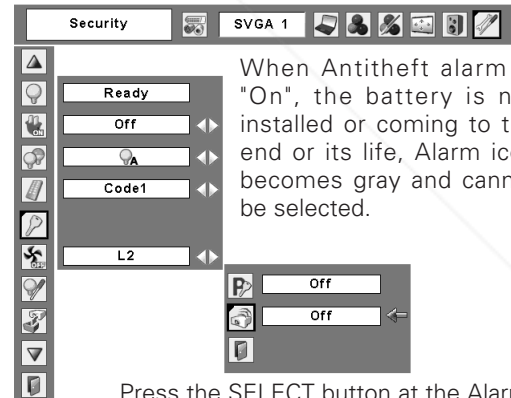 Security
SVGA 1
When Antitheft alarm
"On", the battery is n
installed or coming to t
end or its life, Alarm ic
becomes gray and cann
be selected.
Ready
Off
A
Code1
L2
ON
OFF
P
Off
Off
Press the SELECT button at the Alar